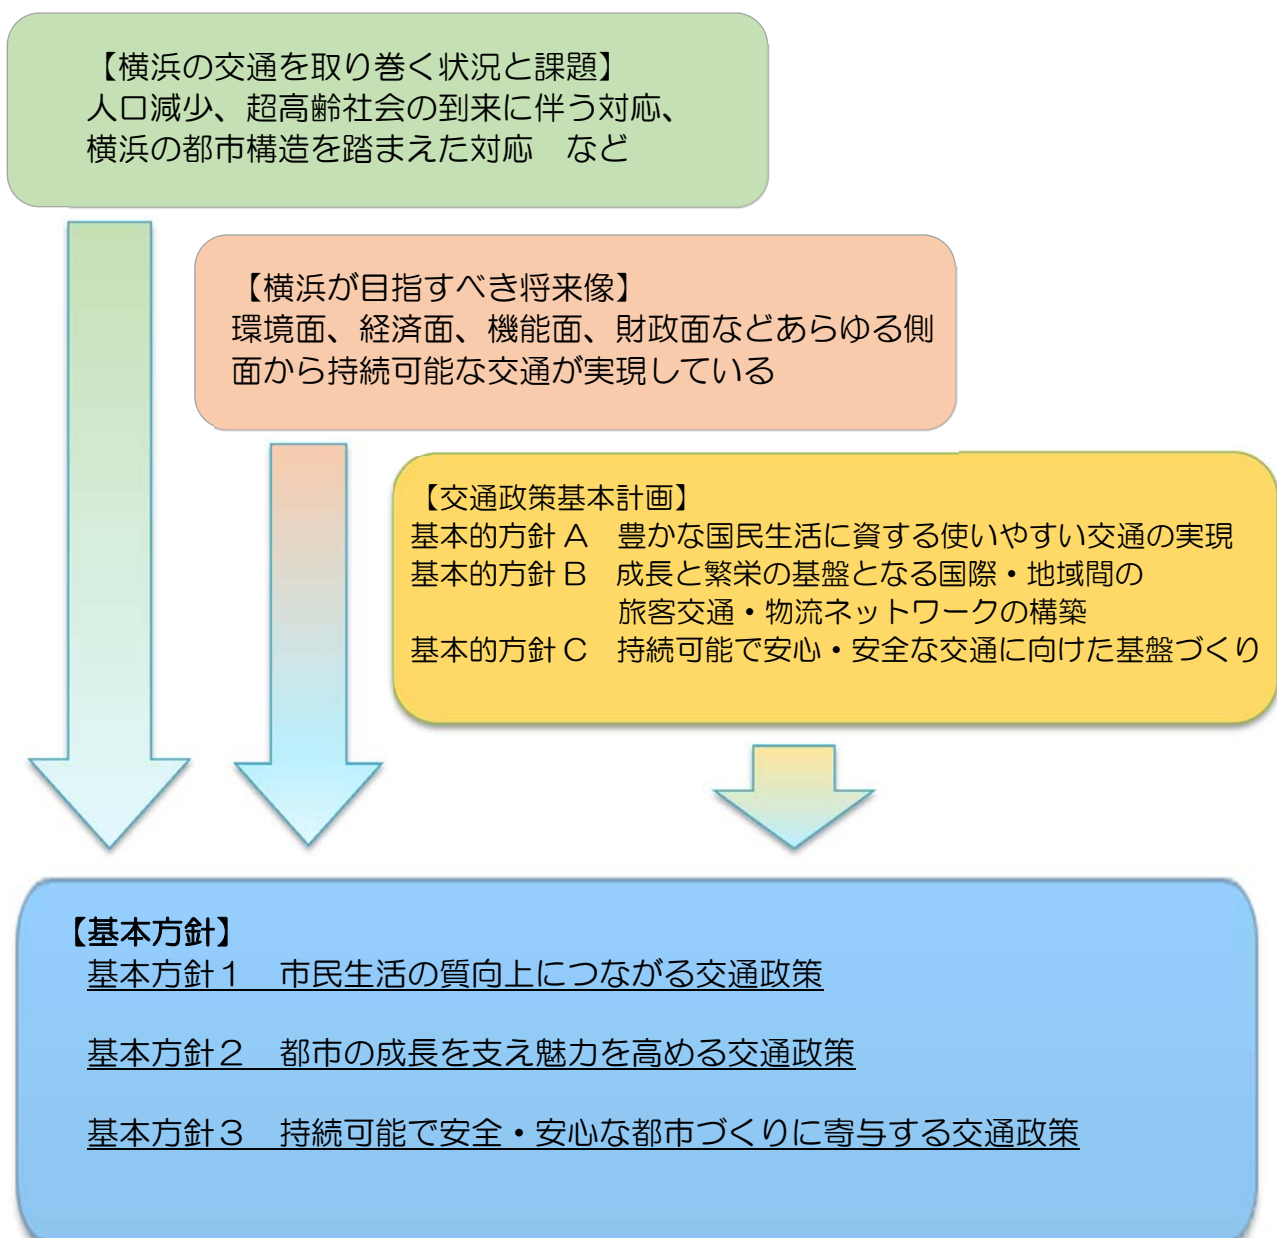 【横浜の交通を取り巻く状況と課題】
人口減少、超高齢社会の到来に伴う対応、
横浜の都市構造を踏まえた対応　など
【横浜が目指すべき将来像】
環境面、経済面、機能面、財政面などあらゆる側
面から持続可能な交通が実現している
【交通政策基本計画】
基本的方針A　豊かな国民生活に資する使いやすい交通の実現
基本的方針B　成長と繁栄の基盤となる国際・地域間の
旅客交通・物流ネットワークの構築
基本的方針C　持続可能で安心・安全な交通に向けた基盤づくり
【基本方針】
基本方針１　市民生活の質向上につながる交通政策
基本方針２　都市の成長を支え魅力を高める交通政策
基本方針３　持続可能で安全・安心な都市づくりに寄与する交通政策